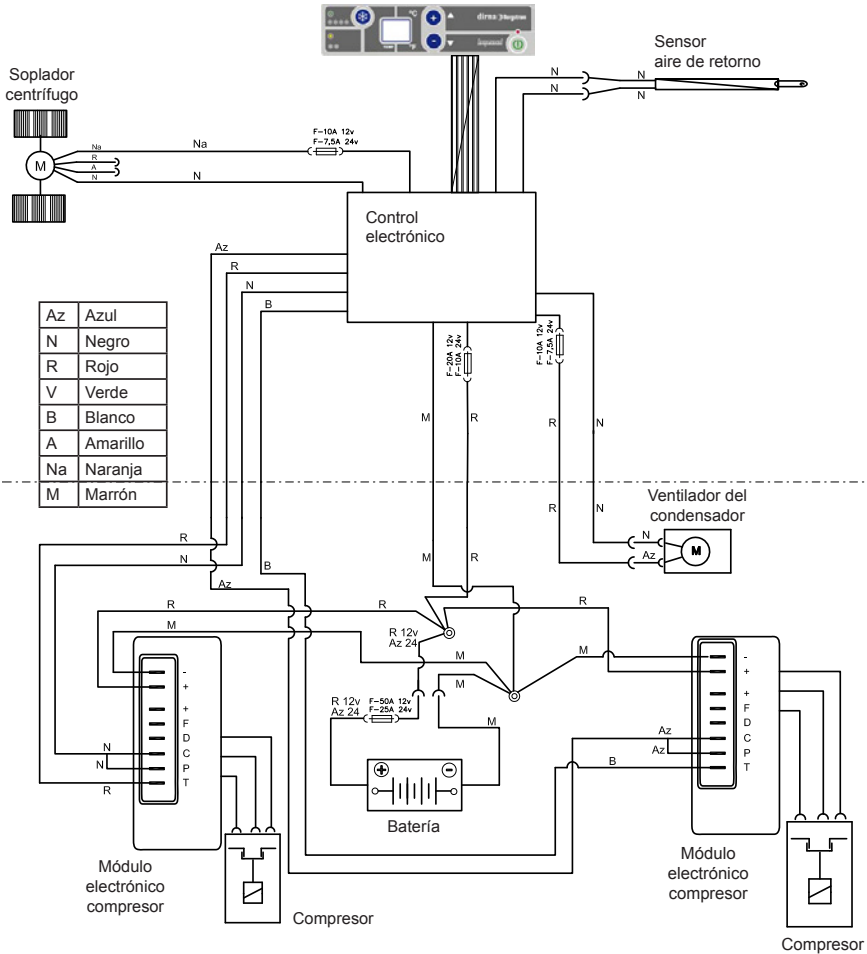 °C
°F
dirna
Bergstrom
Sensor
aire de retorno
Soplador
centrífugo
N
N
N
N
F-10A 12v
F-7,5A 24v
Na
Na
R
A
N
N
M
Control
electrónico
Az
R
N
B
Az Azul
N Negro
R Rojo
V Verde
B Blanco
A Amarillo
Na Naranja
M Marrón
F-20A 12v
F-10A 24v
F-10A 12v
F-7,5A 24v
M
R
R
N
Ventilador del
condensador
R
N
N
Az
M
R
N
B
Az
M
R
R
R
R
M
R 12v
Az 24
M
M
M
R 12v
Az 24
F-50A 12v
F-25A 24v
M
-
+
+
F
D
C
P
T
N
N
R
-
+
+
F
D
C
P
T
Az
Az
B
+
-
Batería
Módulo
electrónico
compresor
Compresor
Módulo
electrónico
compresor
Compresor